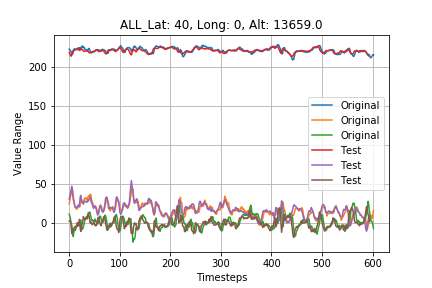 ALL_Lat: 40, Long: 0, Alt: 13659.0
Value Range
200
150
100
50
0
Original
Original
Original
Test
Test
Test
0
100
200
300
400
500
600
Timesteps